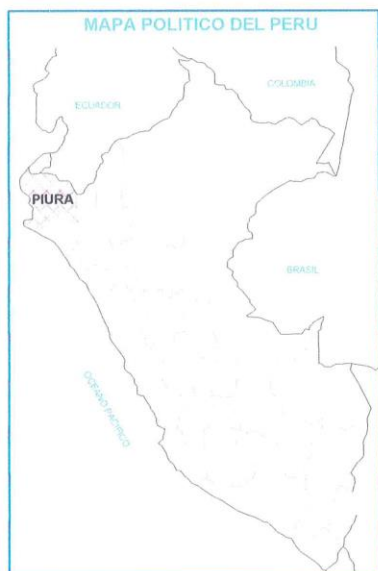 MAPA POLITICO DEL PERU
COLOMBIA
ECUADOR
PIURA
BRASIL
OCEANO PACIFICO